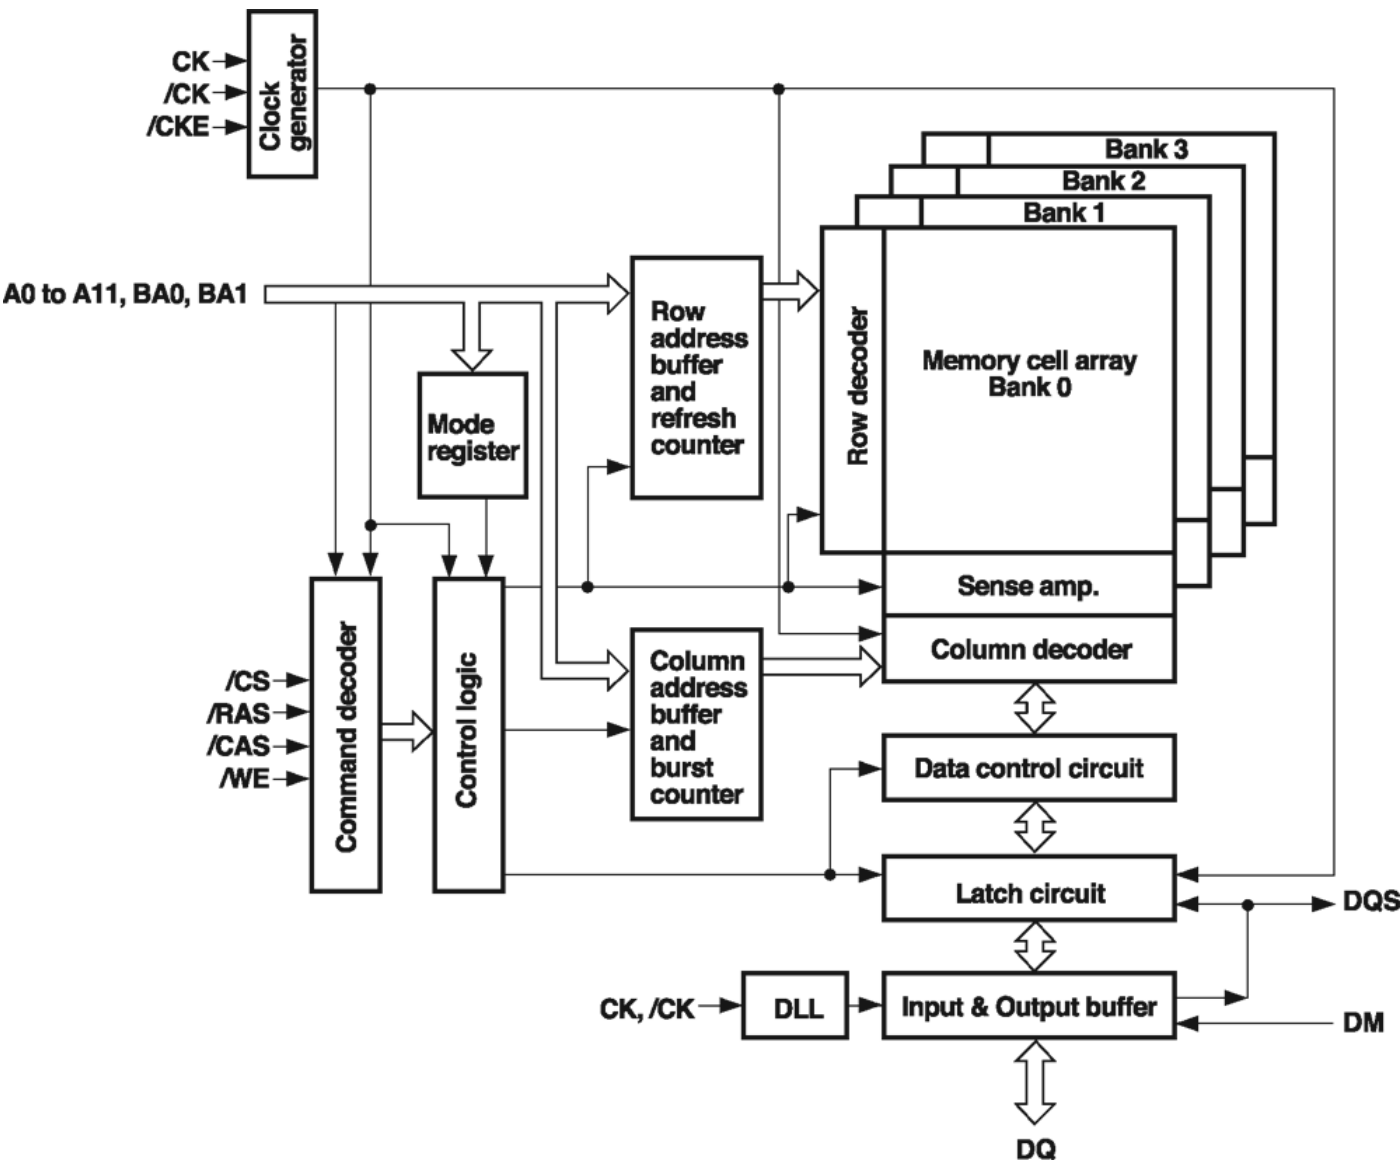 CK
/CK
/CKE
Clock
generator
Bank 3
Bank 2
Bank 1
A0 to A11, BA0, BA1
Row
address
buffer
and
refresh
counter
Row decoder
Memory cell array
Bank 0
Mode
register
Sense amp.
Column decoder
/CS
/RAS
/CAS
/WE
Command decoder
Control logic
Column
address
buffer
and
burst
counter
Data control circuit
Latch circuit
DQS
CK, /CK
DLL
Input & Output buffer
DM
DQ